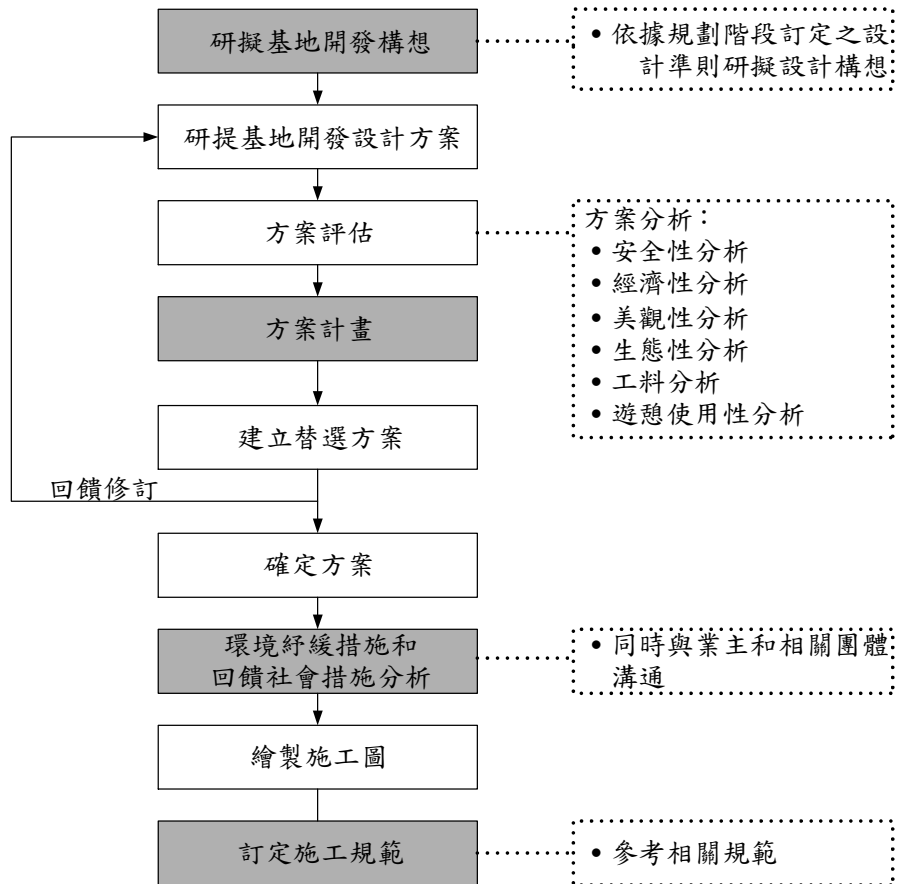 研擬基地開發構想
• 依據規劃階段訂定之設
計準則研擬設計構想
研提基地開發設計方案
方案評估
方案分析：
• 安全性分析
• 經濟性分析
• 美觀性分析
• 生態性分析
• 工料分析
• 遊憩使用性分析
方案計畫
建立替選方案
回饋修訂
確定方案
環境紓緩措施和
回饋社會措施分析
• 同時與業主和相關團體
溝通
繪製施工圖
訂定施工規範
• 參考相關規範